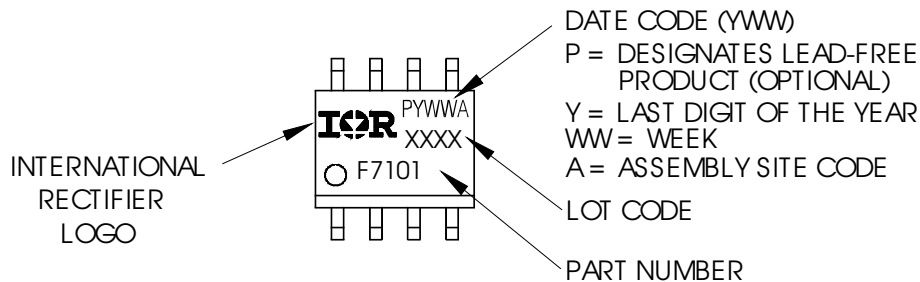 DATE CODE (YWW)
P = DESIGNATES LEAD-FREE
PRODUCT (OPTIONAL)
Y = LAST DIGIT OF THE YEAR
WW = WEEK
A = ASSEMBLY SITE CODE
LOT CODE
PART NUMBER
INTERNATIONAL
RECTIFIER
LOGO
IOR
PYWWA
XXXX
F7101